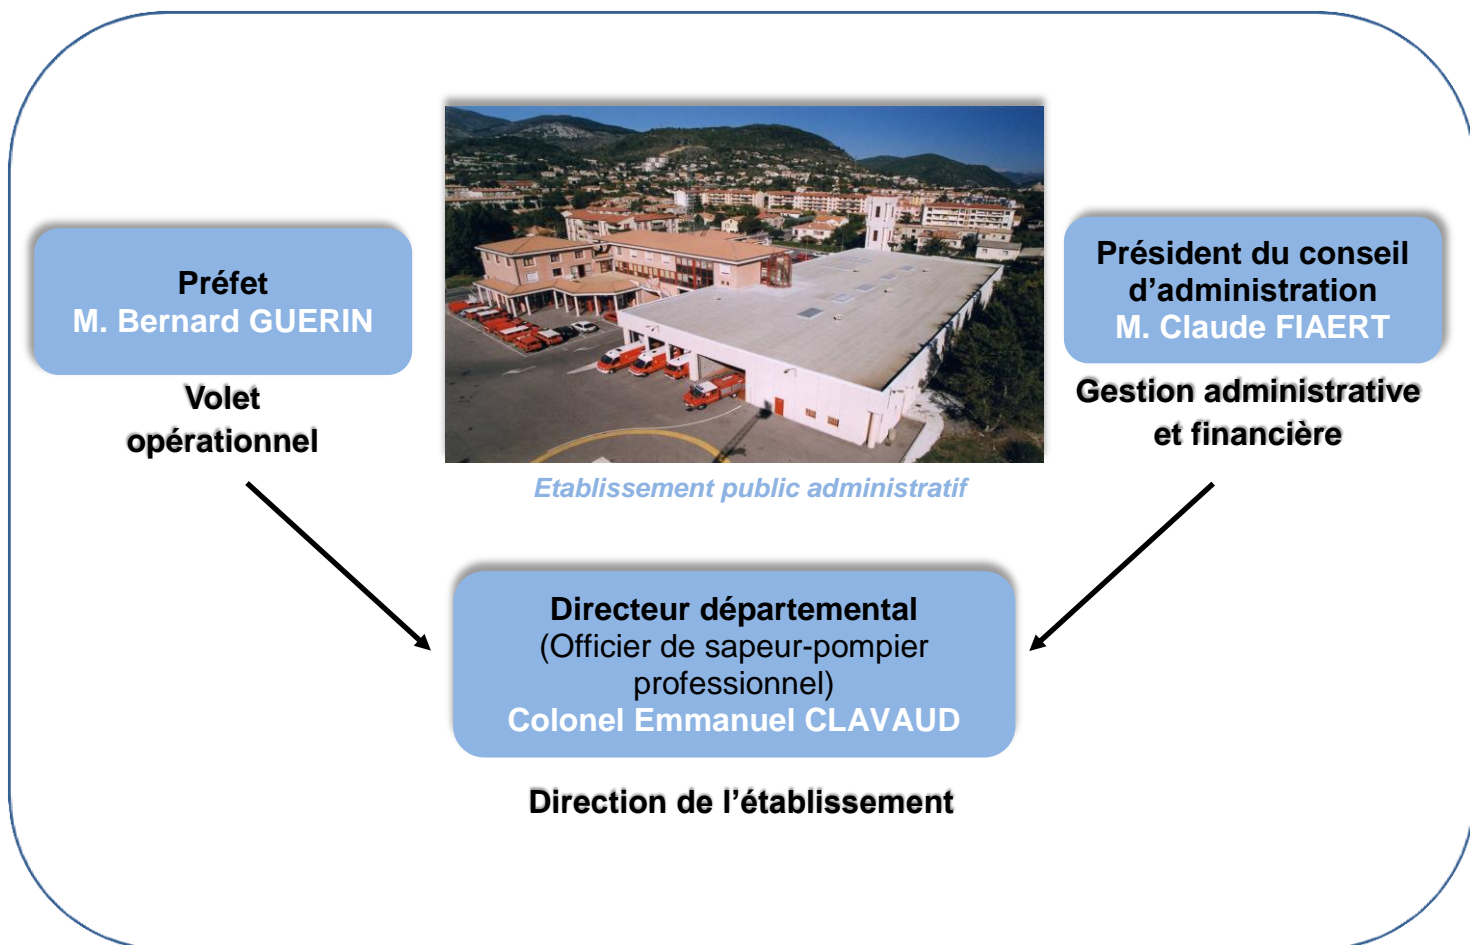 Préfet
M. Bernard GUERIN
Volet
opérationnel
Président du conseil
d’administration
M. Claude FIAERT
Gestion administrative
et financière
Etablissement public administratif
Directeur départemental
(Officier de sapeur-pompier
professionnel)
Colonel Emmanuel CLAVAUD
Direction de l’établissement